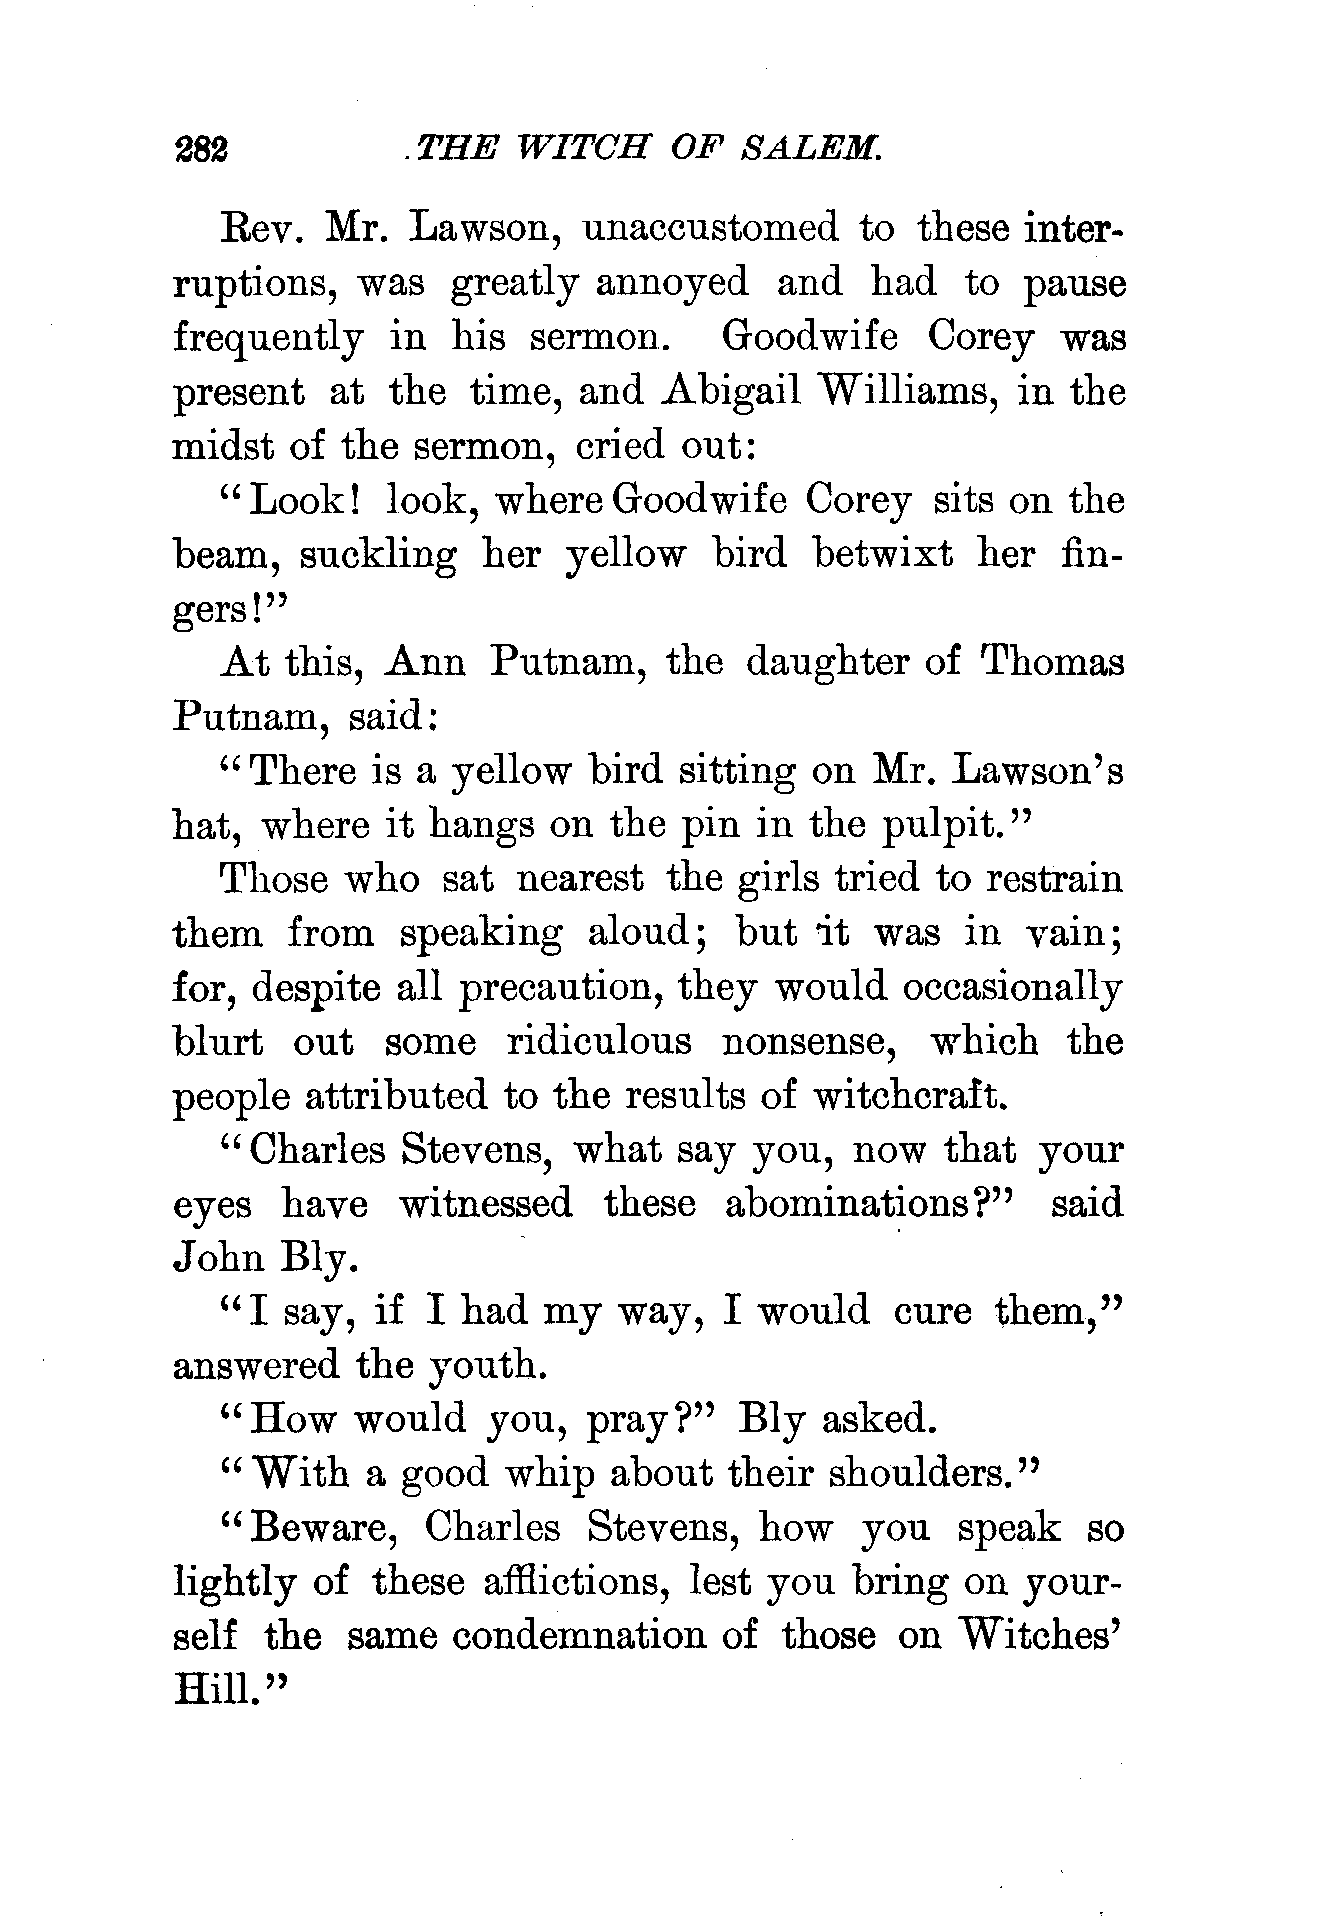 282 THE WITCH OF SALEM.
Rev. Mr. Lawson, unaccustomed to these inter-
ruptions, was greatly annoyed and had to pause
frequently in his sermon. Goodwife Corey was
present at the time, and Abigail Williams, in the
midst of the sermon, cried out:
"Look! look, where Goodwife Corey sits on the
beam, suckling her yellow bird betwixt her fin-
gers!"
At this, Ann Putnam, the daughter of Thomas
Putnam, said:
"There is a yellow bird sitting on Mr. Lawson's
hat, where it hangs on the pin in the pulpit."
Those who sat nearest the girls tried to restrain
them from speaking aloud; but it was in vain;
for, despite all precaution, they would occasionally
blurt out some ridiculous nonsense, which the
people attributed to the results of witchcraft.
"Charles Stevens, what say you, now that your
eyes have witnessed these abominations?" said
John Bly.
"I say, if I had my way, I would cure them,"
answered the youth.
"How would you, pray?" Bly asked.
"With a good whip about their shoulders."
"Beware, Charles Stevens, how you speak so
lightly of these afflictions, lest you bring on your-
self the same condemnation of those on Witches'
Hill."